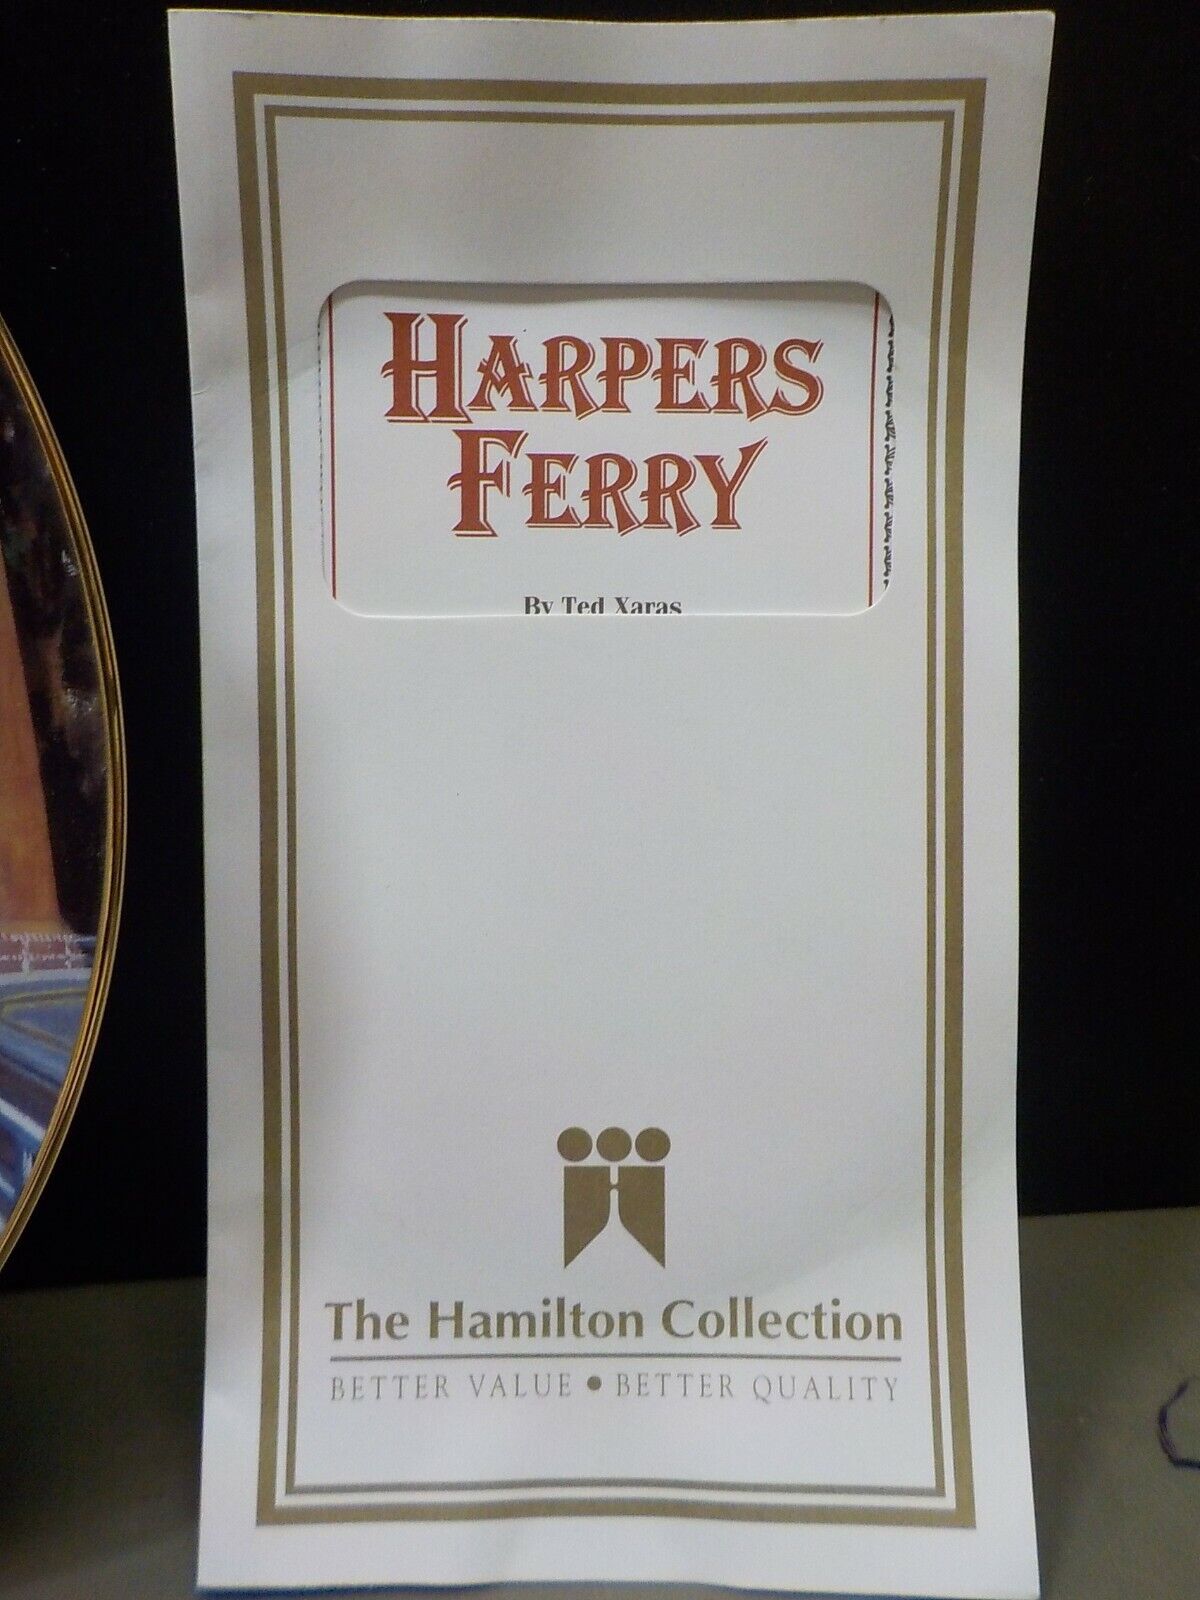 HARPERS
FERRY
By Ted Xaras
The Hamilton Collection
BETTER VALUE • BETTER QUALITY